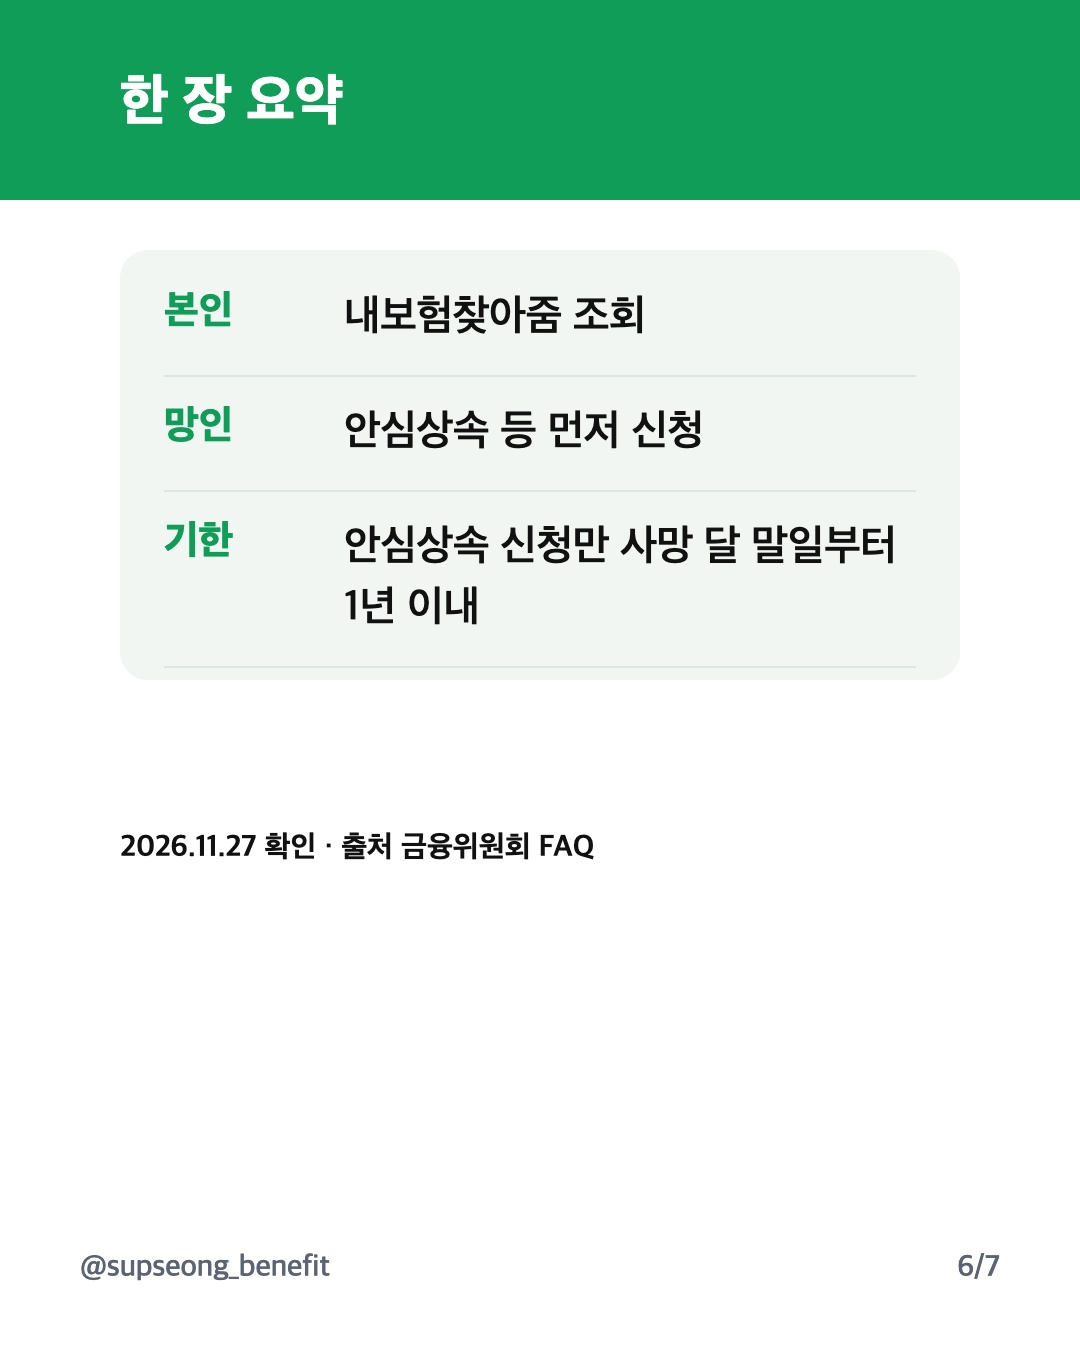 한 장 요약
본인 내보험찾아줌 조회
망인 안심상속 등 먼저 신청
기한 안심상속 신청만 사망 달 말일부터
1년 이내
2026.11.27 확인 · 출처 금융위원회 FAQ
@supseong_benefit 6/7